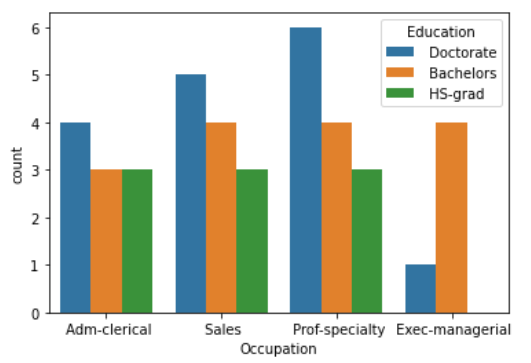 Education
Doctorate
Bachelors
HS-grad
6
5
4
3
2
1
0
count
Adm-clerical Sales Prof-specialty Exec-managerial
Occupation